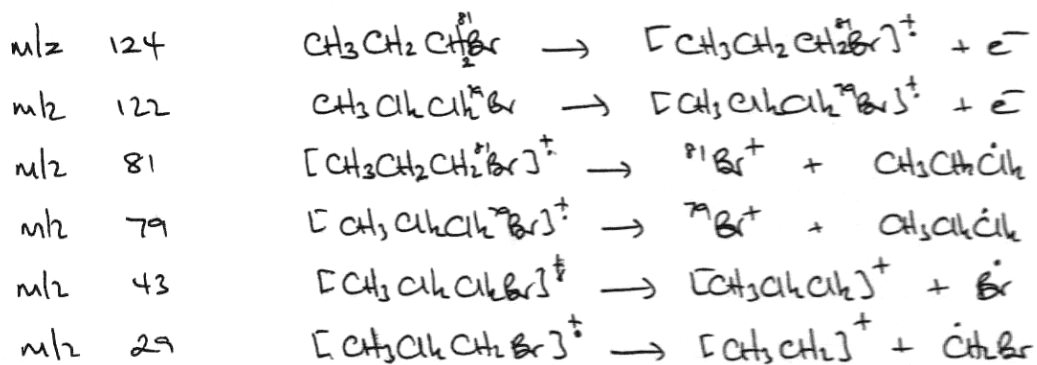 m/z 124 CH3CH2CH2⁸¹Br → [CH3CH2CH2⁸¹Br]⁺· + e⁻
m/z 122 CH3CH2CH2⁷⁹Br → [CH3CH2CH2⁷⁹Br]⁺· + e⁻
m/z 81 [CH3CH2CH2⁸¹Br]⁺· → ⁸¹Br⁺ + CH3CH2ĊH2
m/z 79 [CH3CH2CH2⁷⁹Br]⁺· → ⁷⁹Br⁺ + CH3CH2ĊH2
m/z 43 [CH3CH2CH2Br]⁺· → [CH3CH2CH2]⁺ + Ḃr
m/z 29 [CH3CH2CH2Br]⁺· → [CH3CH2]⁺ + ĊH2Br